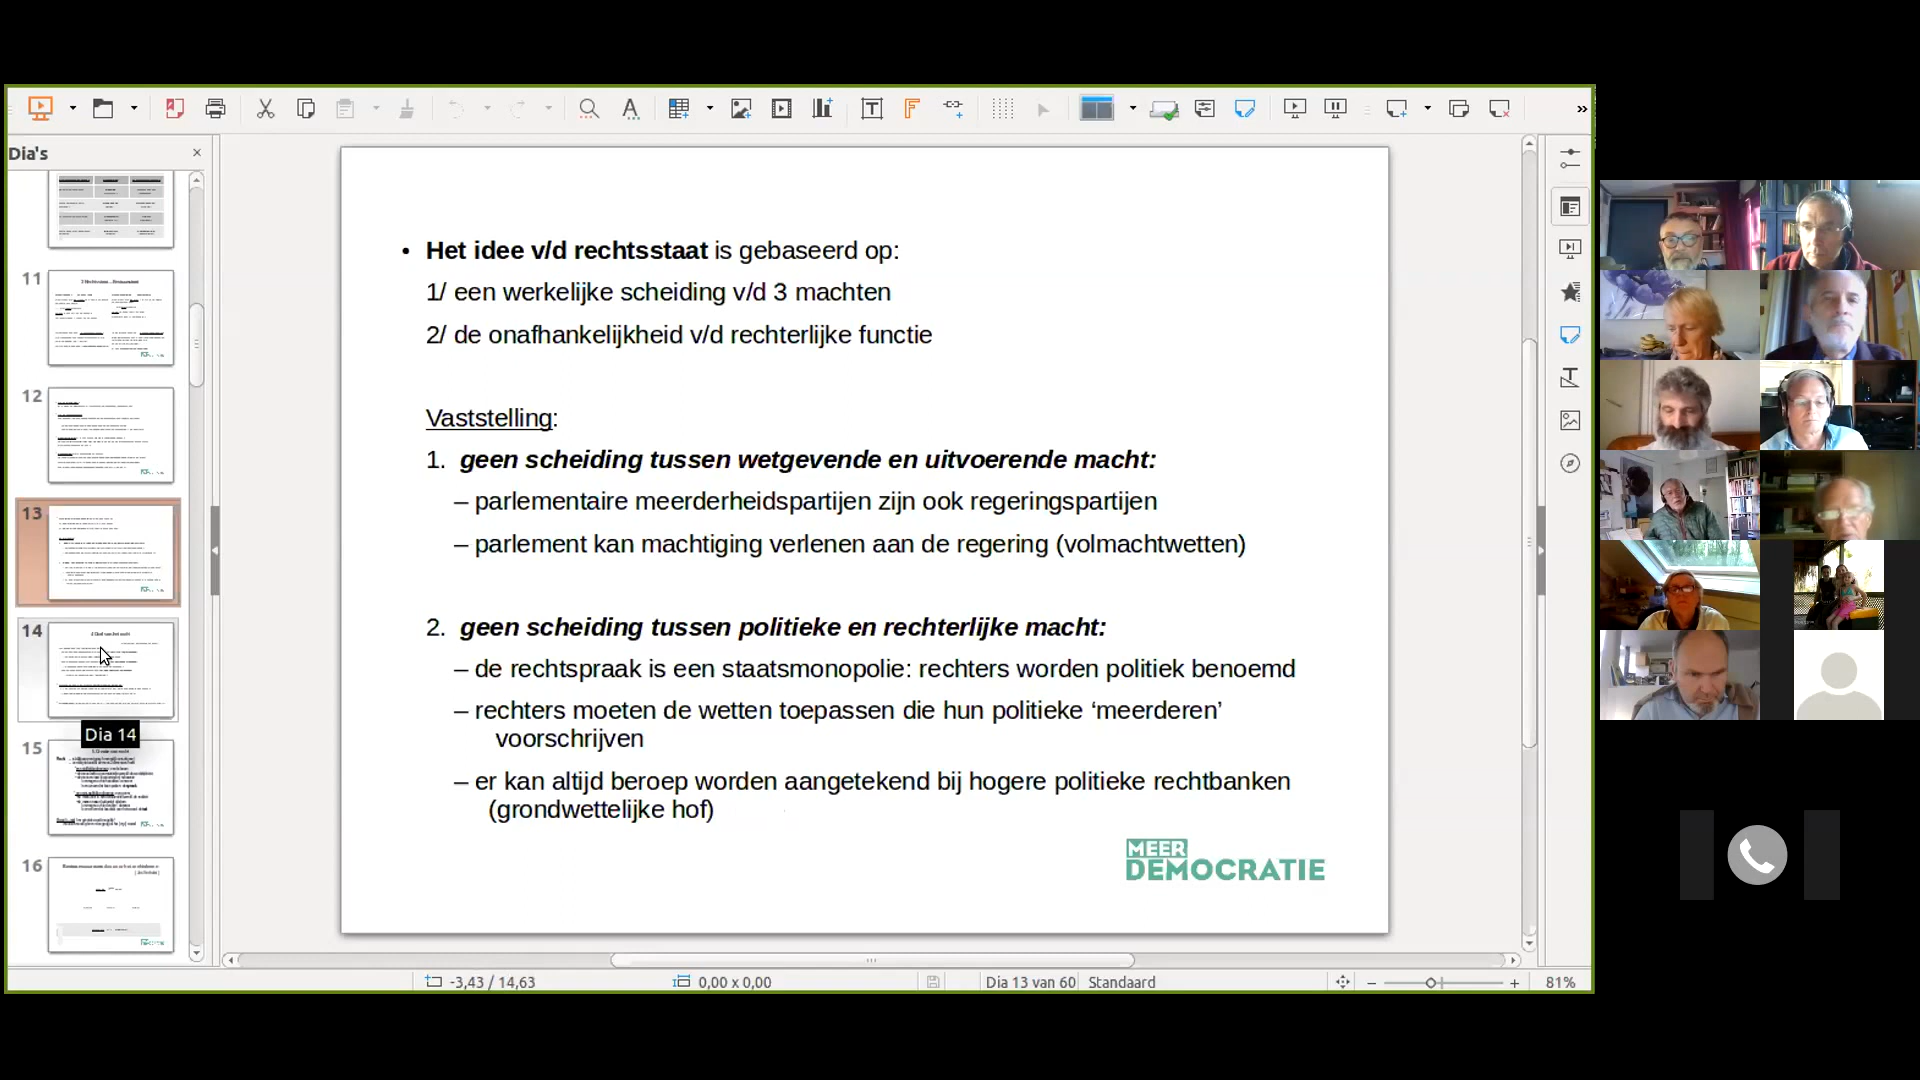 Dia's
11
12
13
14
Dia 14
15
16
• Het idee v/d rechtsstaat is gebaseerd op:
1/ een werkelijke scheiding v/d 3 machten
2/ de onafhankelijkheid v/d rechterlijke functie
Vaststelling:
1. geen scheiding tussen wetgevende en uitvoerende macht:
– parlementaire meerderheidspartijen zijn ook regeringspartijen
– parlement kan machtiging verlenen aan de regering (volmachtwetten)
2. geen scheiding tussen politieke en rechterlijke macht:
– de rechtspraak is een staatsmonopolie: rechters worden politiek benoemd
– rechters moeten de wetten toepassen die hun politieke ‘meerderen’
voorschrijven
– er kan altijd beroep worden aangetekend bij hogere politieke rechtbanken
(grondwettelijke hof)
MEER
DEMOCRATIE
-3,43 / 14,63
0,00 x 0,00
Dia 13 van 60
Standaard
81%